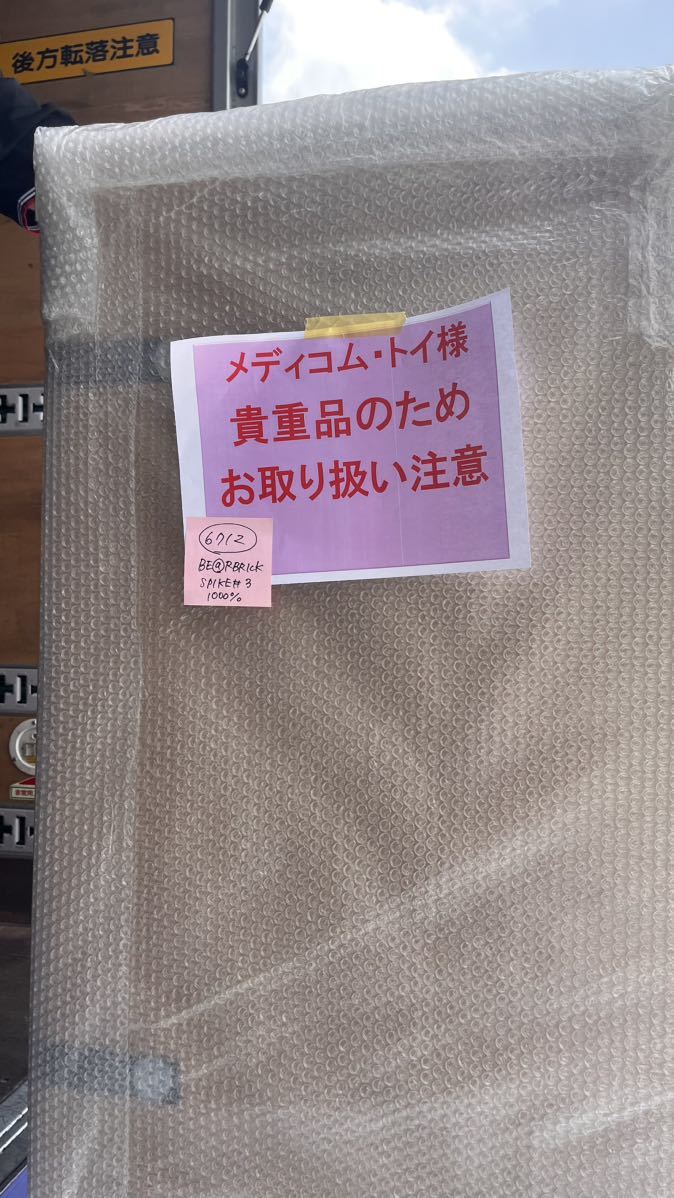 後方転落注意
メディコム・トイ様
貴重品のため
お取り扱い注意
6712
BE@RBRICK
SPIKE#3
1000%